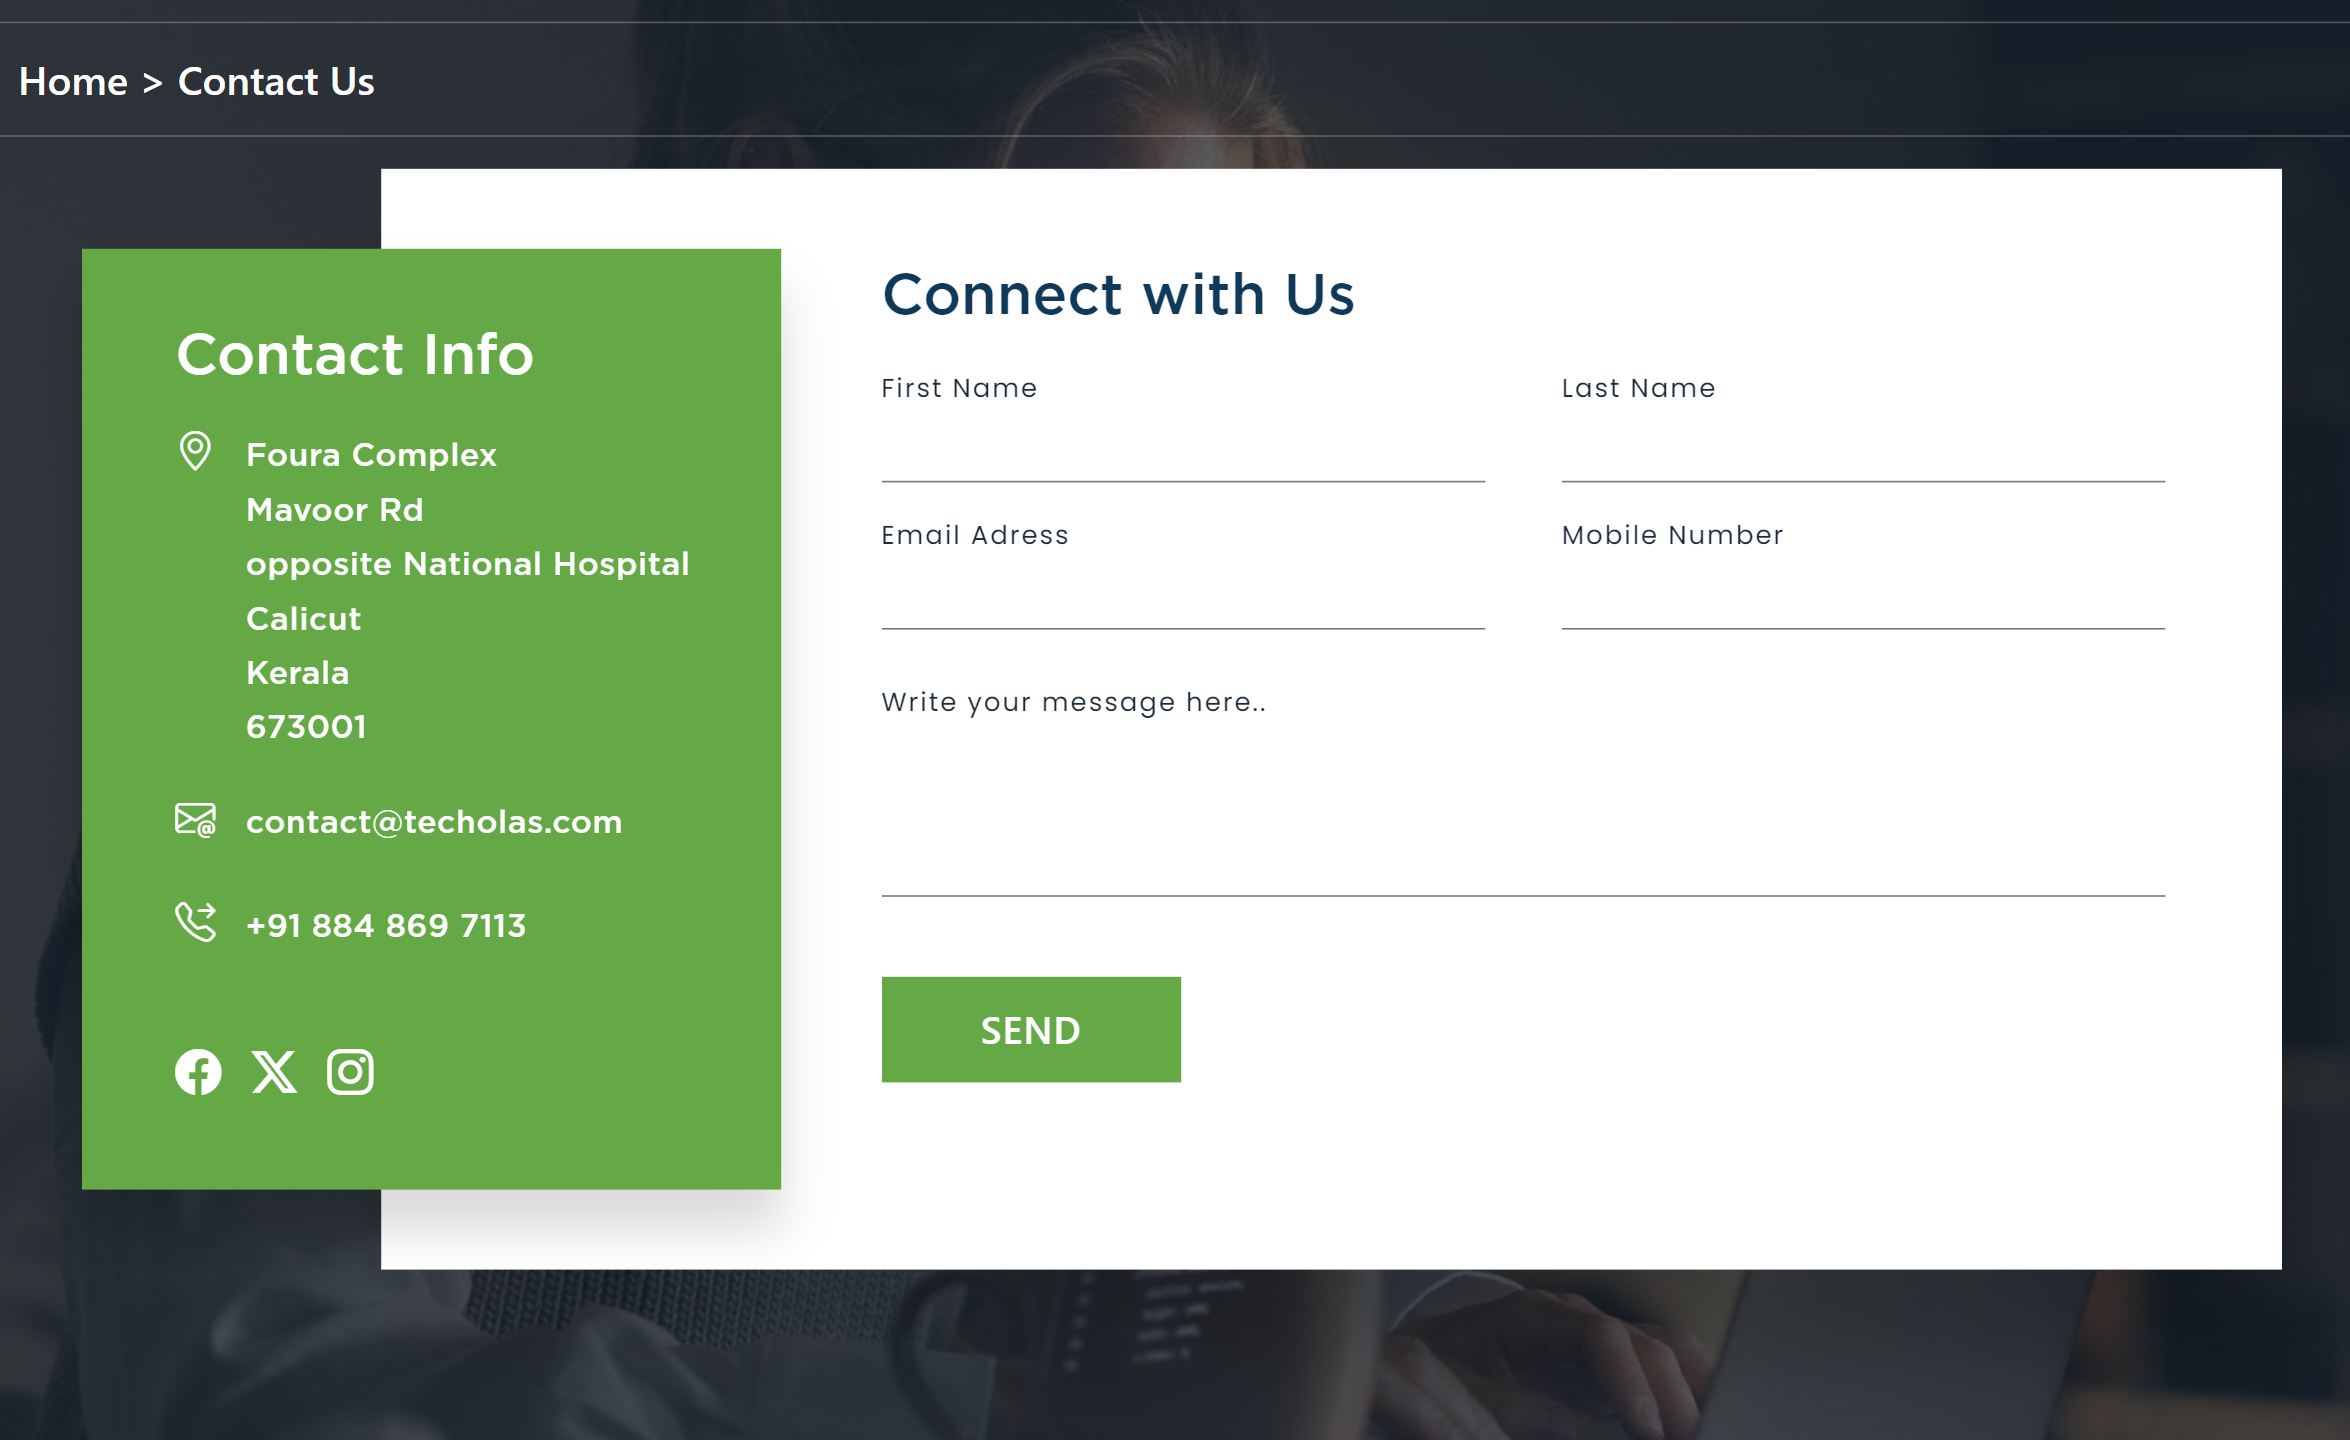 Home > Contact Us
Contact Info
Foura Complex
Mavoor Rd
opposite National Hospital
Calicut
Kerala
673001
contact@techolas.com
+91 884 869 7113
Connect with Us
First Name
Last Name
Email Adress
Mobile Number
Write your message here..
SEND